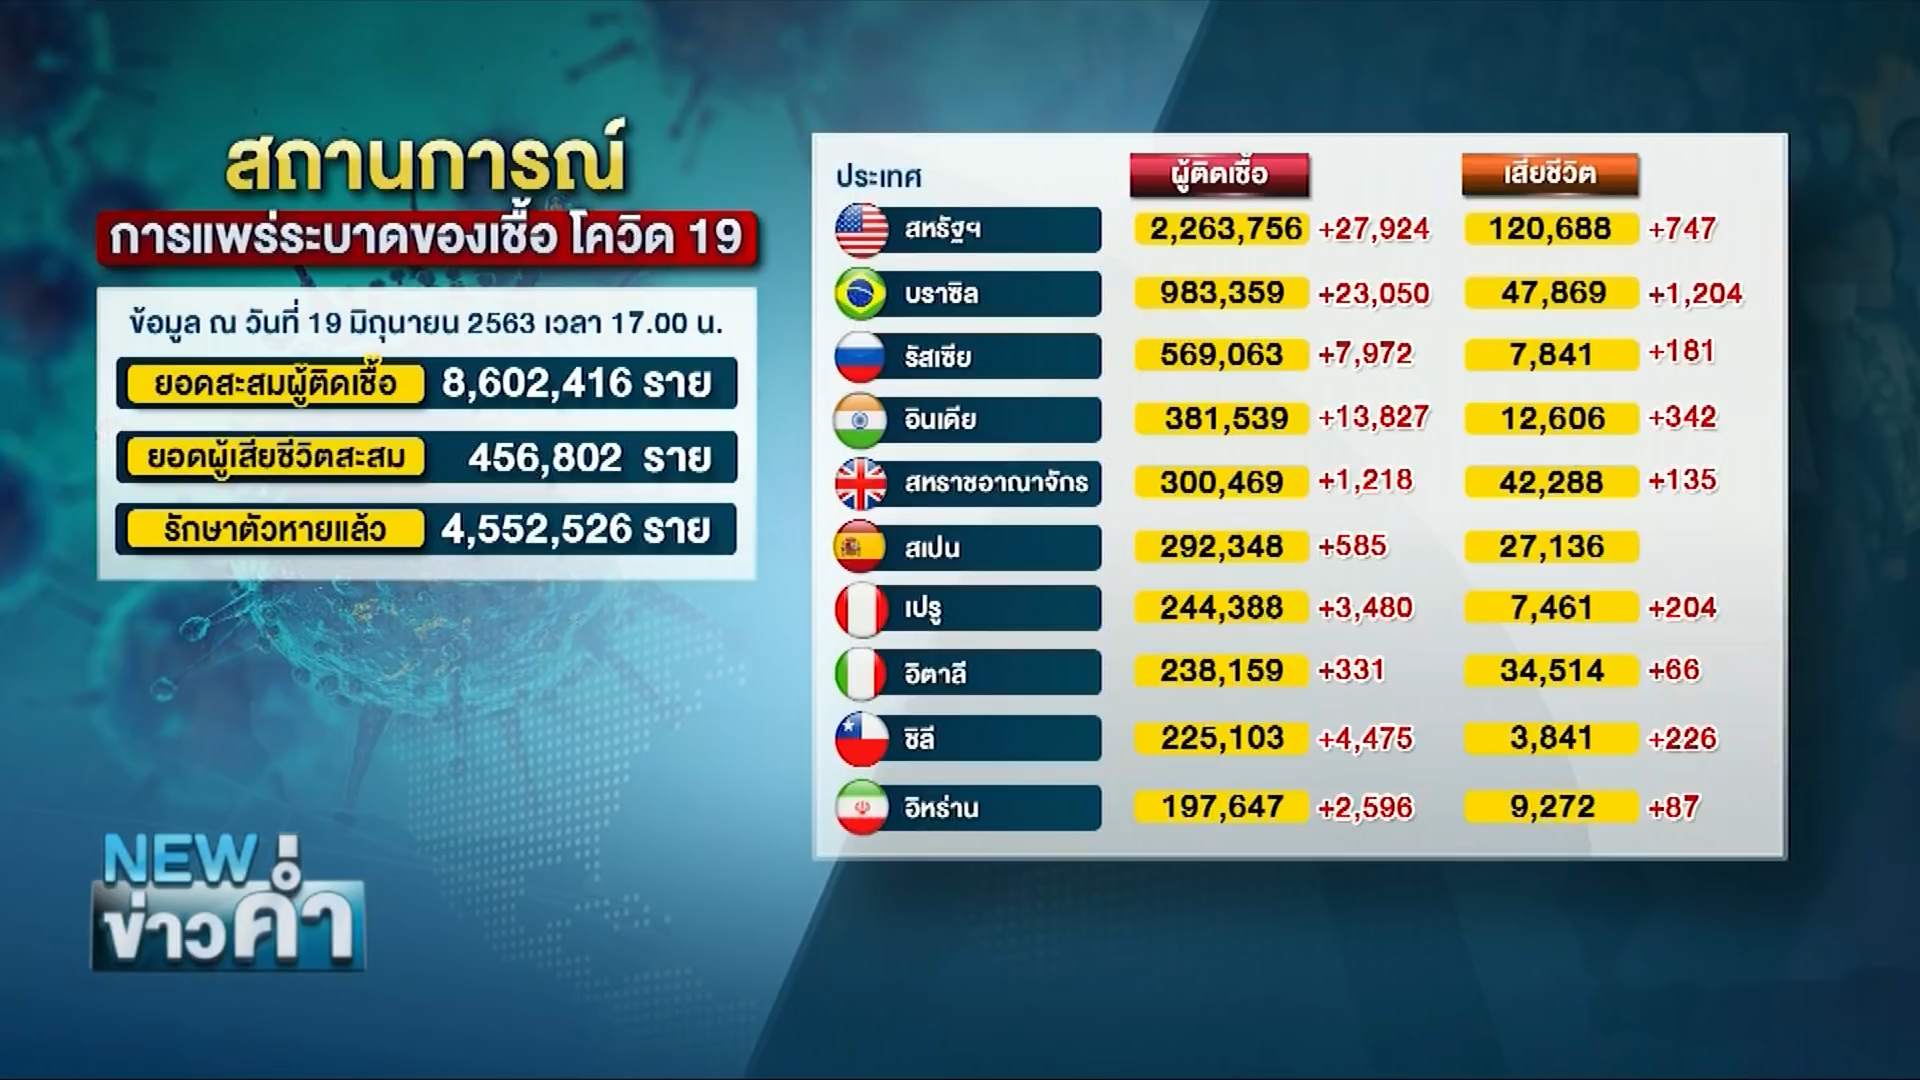 สถานการณ์
การแพร่ระบาดของเชื้อ โควิด 19
ข้อมูล ณ วันที่ 19 มิถุนายน 2563 เวลา 17.00 น.
ยอดสะสมผู้ติดเชื้อ 8,602,416 ราย
ยอดผู้เสียชีวิตสะสม 456,802 ราย
รักษาตัวหายแล้ว 4,552,526 ราย
ประเทศ ผู้ติดเชื้อ เสียชีวิต
สหรัฐฯ 2,263,756 +27,924 120,688 +747
บราซิล 983,359 +23,050 47,869 +1,204
รัสเซีย 569,063 +7,972 7,841 +181
อินเดีย 381,539 +13,827 12,606 +342
สหราชอาณาจักร 300,469 +1,218 42,288 +135
สเปน 292,348 +585 27,136
เปรู 244,388 +3,480 7,461 +204
อิตาลี 238,159 +331 34,514 +66
ชิลี 225,103 +4,475 3,841 +226
อิหร่าน 197,647 +2,596 9,272 +87
NEW
ข่าวค่ำ